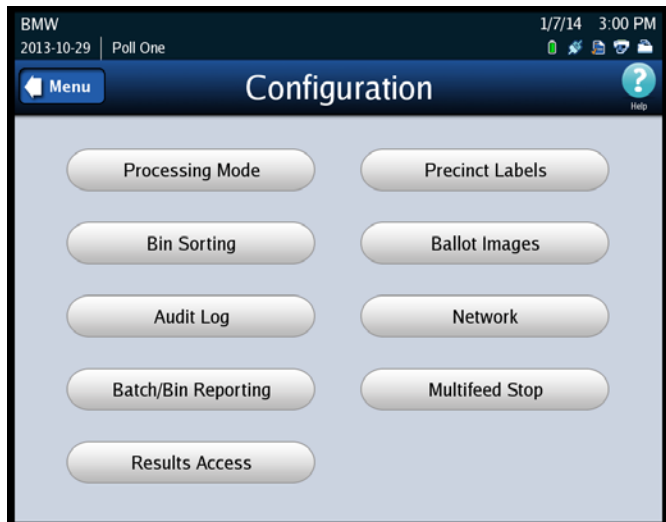 BMW 1/7/14 3:00 PM
2013-10-29 Poll One
Menu Configuration
Help
Processing Mode Precinct Labels
Bin Sorting Ballot Images
Audit Log Network
Batch/Bin Reporting Multifeed Stop
Results Access